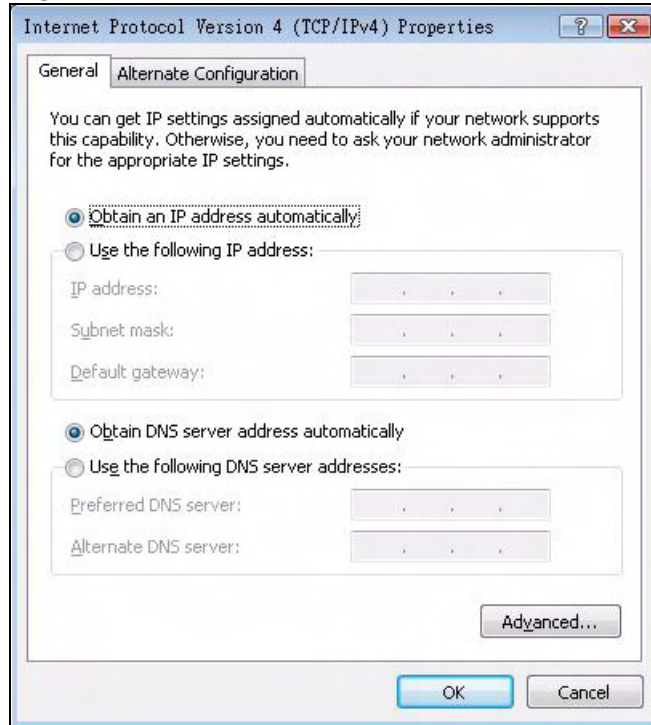 Internet Protocol Version 4 (TCP/IPv4) Properties
General
Alternate Configuration
You can get IP settings assigned automatically if your network supports
this capability. Otherwise, you need to ask your network administrator
for the appropriate IP settings.
Obtain an IP address automatically
Use the following IP address:
IP address:
Subnet mask:
Default gateway:
Obtain DNS server address automatically
Use the following DNS server addresses:
Preferred DNS server:
Alternate DNS server:
Advanced...
OK
Cancel